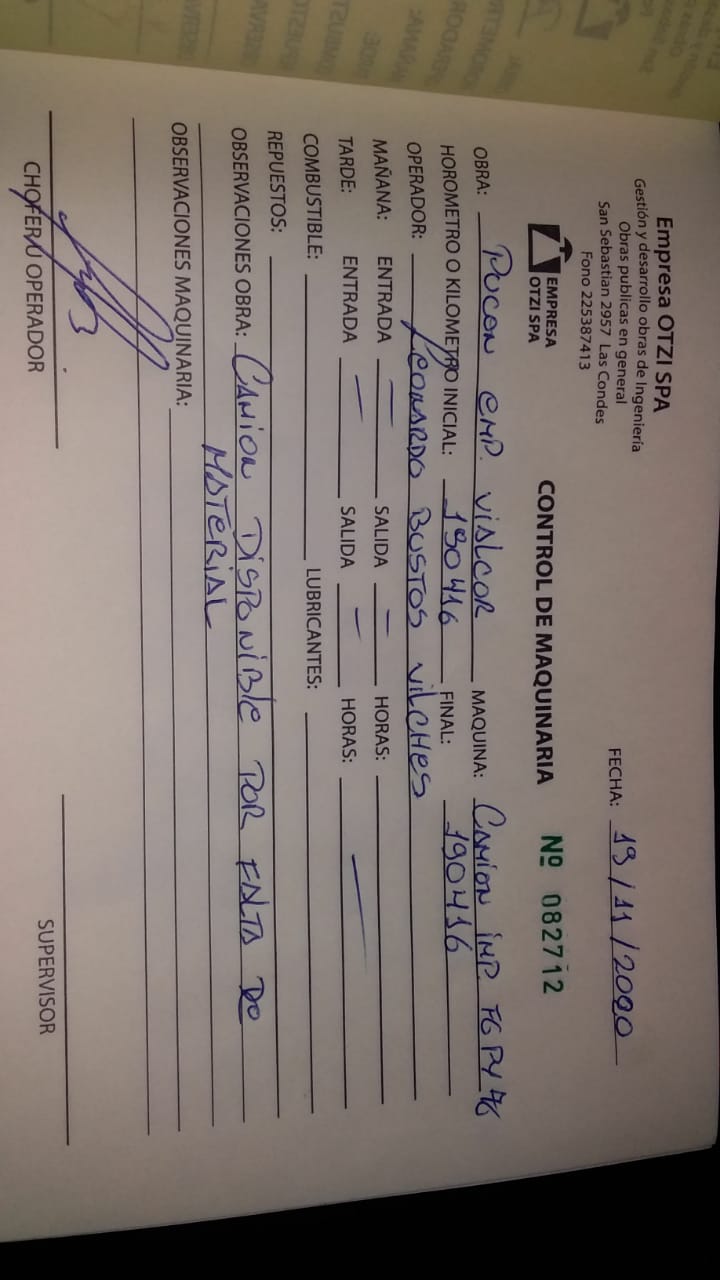 Empresa OTZI SPA
Gestión y desarrollo obras de Ingeniería
Obras publicas en general
San Sebastian 2957 Las Condes
Fono 225387413
FECHA: 19/11/2020
EMPRESA
OTZI SPA
CONTROL DE MAQUINARIA Nº 082712
OBRA: PUCON EMP. VIALCOR MAQUINA: CAMION IMP. FGPY 76
HOROMETRO O KILOMETRO INICIAL: 190416 FINAL: 190416
OPERADOR: LEONARDO BUSTOS VILCHES
MAÑANA: ENTRADA — SALIDA — HORAS:
TARDE: ENTRADA — SALIDA — HORAS: —
COMBUSTIBLE: LUBRICANTES:
REPUESTOS:
OBSERVACIONES OBRA: CAMION DISPONIBLE POR FALTA DE
MATERIAL
OBSERVACIONES MAQUINARIA:
CHOFER U OPERADOR SUPERVISOR